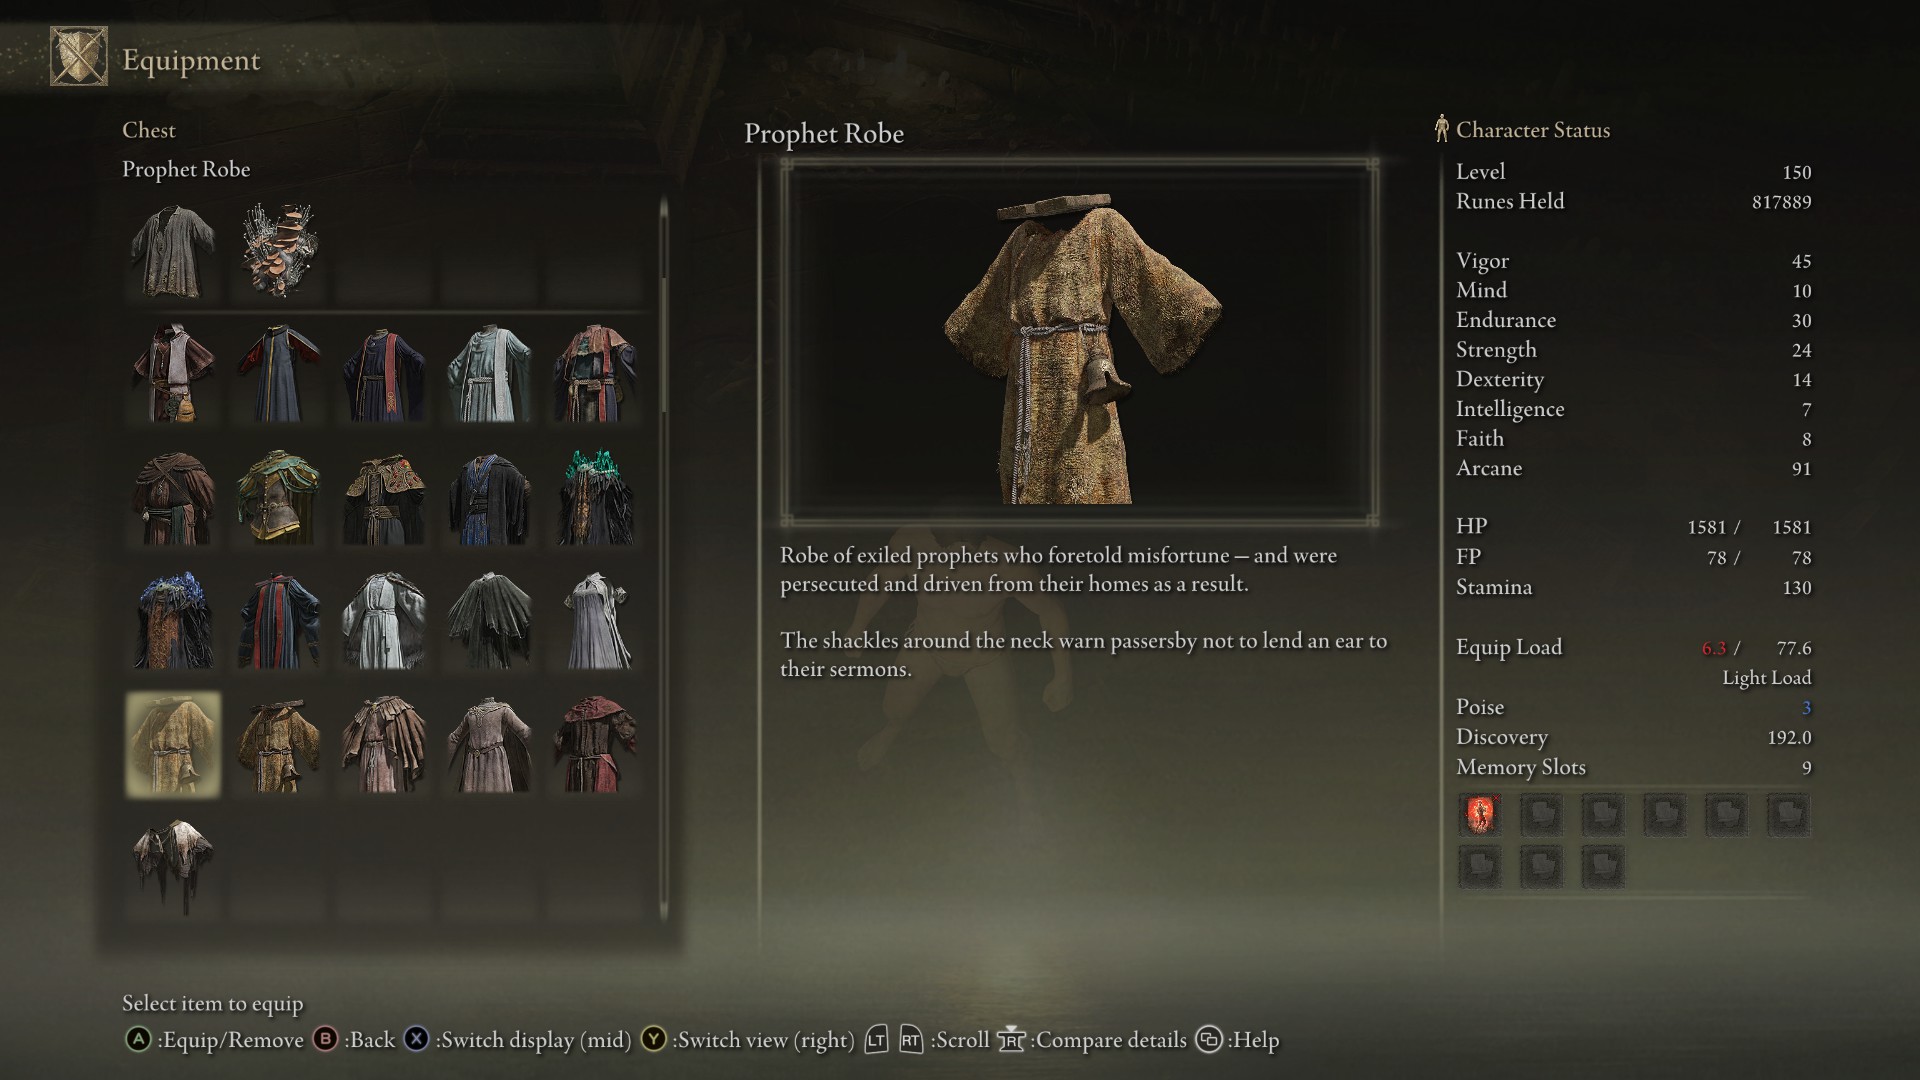 Equipment
Chest
Prophet Robe
Prophet Robe
Robe of exiled prophets who foretold misfortune – and were
persecuted and driven from their homes as a result.
The shackles around the neck warn passersby not to lend an ear to
their sermons.
Character Status
Level 150
Runes Held 817889
Vigor 45
Mind 10
Endurance 30
Strength 24
Dexterity 14
Intelligence 7
Faith 8
Arcane 91
HP 1581 / 1581
FP 78 / 78
Stamina 130
Equip Load 6.3 / 77.6
Light Load
Poise 3
Discovery 192.0
Memory Slots 9
Select item to equip
A :Equip/Remove B :Back X :Switch display (mid) Y :Switch view (right) LT RT :Scroll R :Compare details :Help